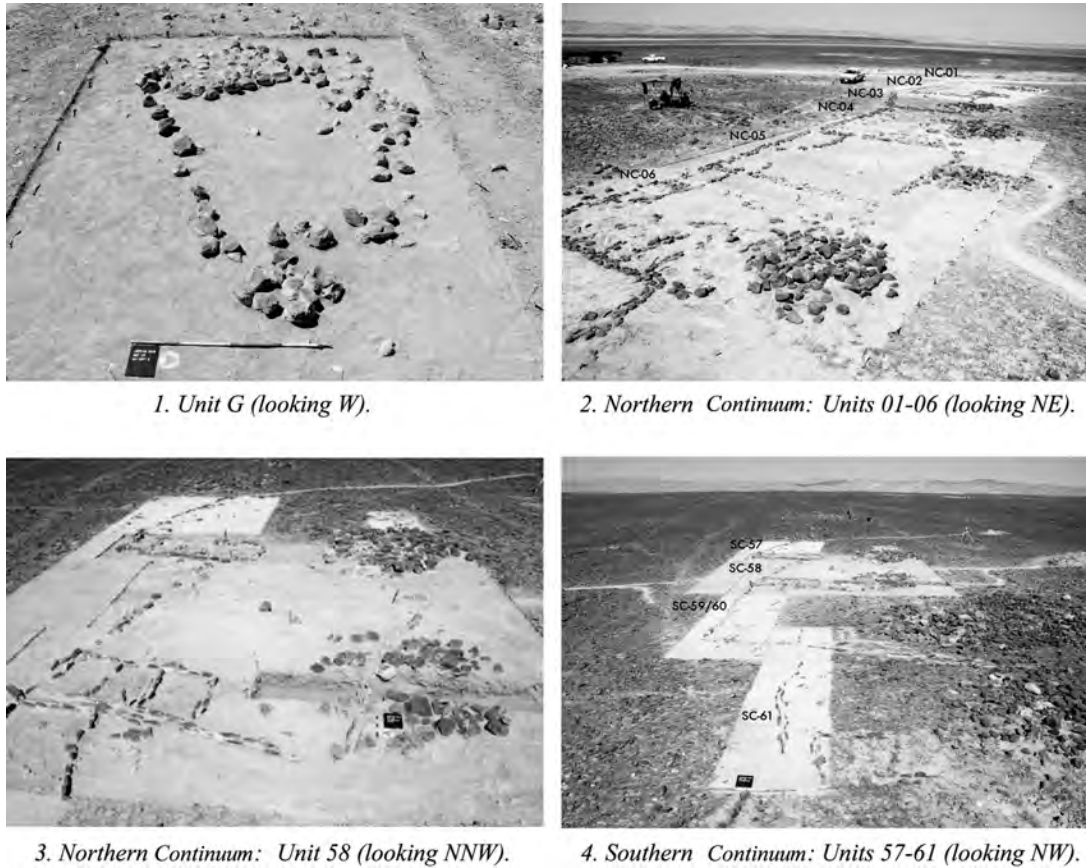 NC-01
NC-02
NC-03
NC-04
NC-05
NC-06
1. Unit G (looking W).
2. Northern Continuum: Units 01-06 (looking NE).
SC-57
SC-58
SC-59/60
SC-61
3. Northern Continuum: Unit 58 (looking NNW).
4. Southern Continuum: Units 57-61 (looking NW)